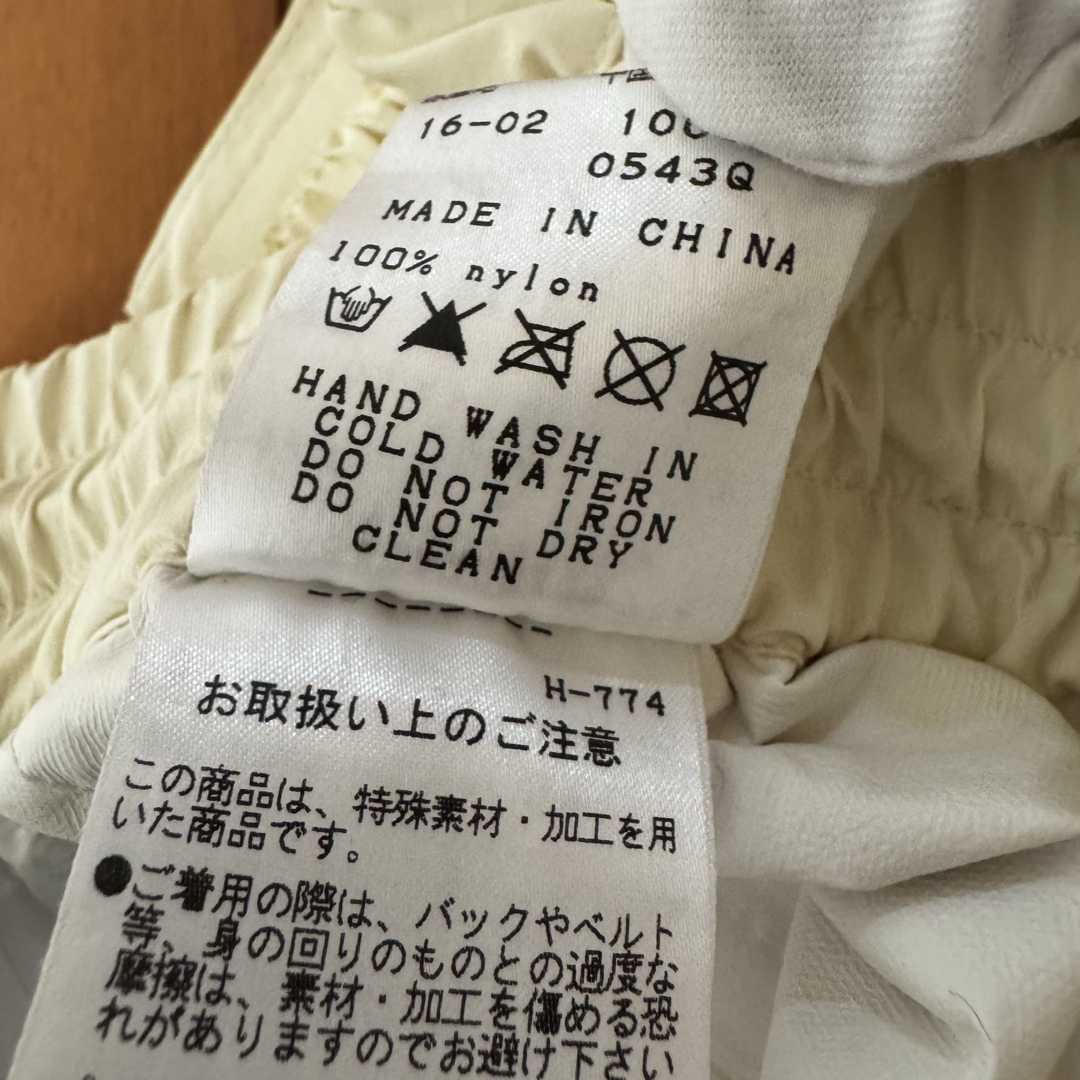 16-02
0543Q
MADE IN CHINA
100% nylon
HAND WASH IN
COLD WATER
DO NOT IRON
DO NOT DRY
CLEAN
H-774
お取扱い上のご注意
この商品は、特殊素材・加工を用
いた商品です。
●ご着用の際は、バックやベルト
等、身の回りのものとの過度な
摩擦は、素材・加工を傷める恐
れがありますのでお避け下さい